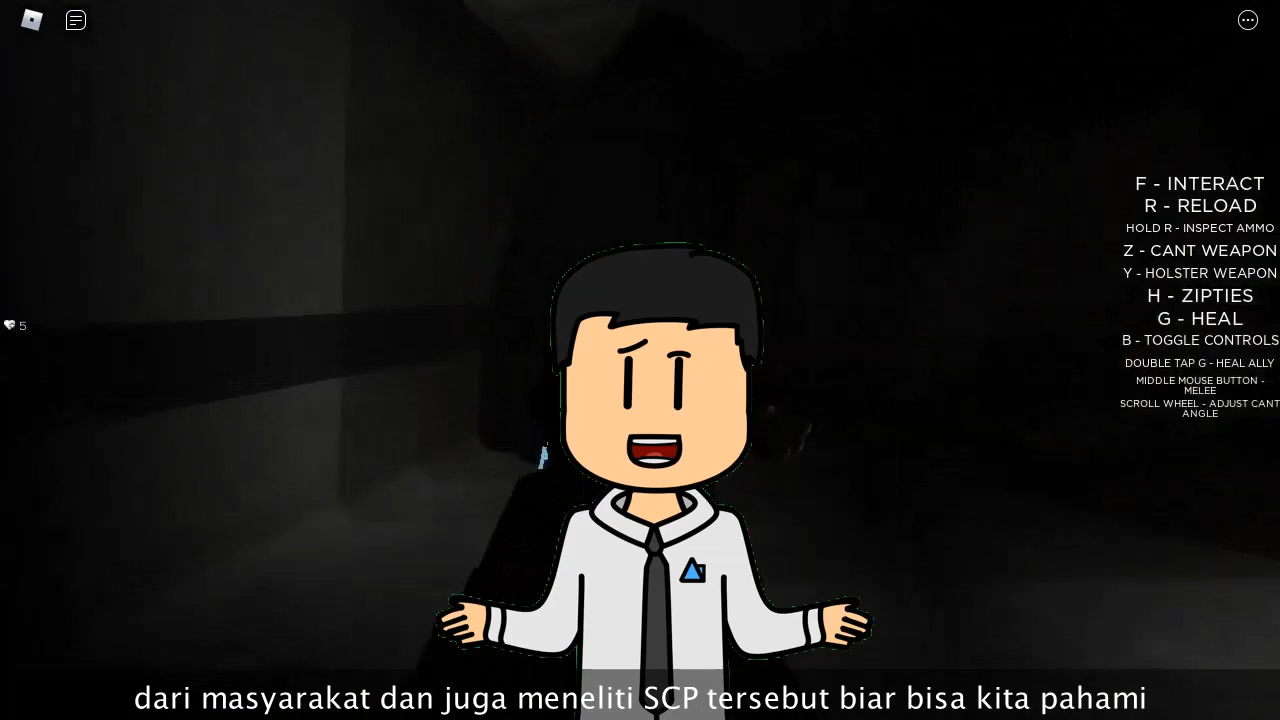 F - INTERACT
R - RELOAD
HOLD R - INSPECT AMMO
Z - CANT WEAPON
Y - HOLSTER WEAPON
H - ZIPTIES
G - HEAL
B - TOGGLE CONTROLS
DOUBLE TAP G - HEAL ALLY
MIDDLE MOUSE BUTTON -
MELEE
SCROLL WHEEL - ADJUST CANT
ANGLE
5
dari masyarakat dan juga meneliti SCP tersebut biar bisa kita pahami